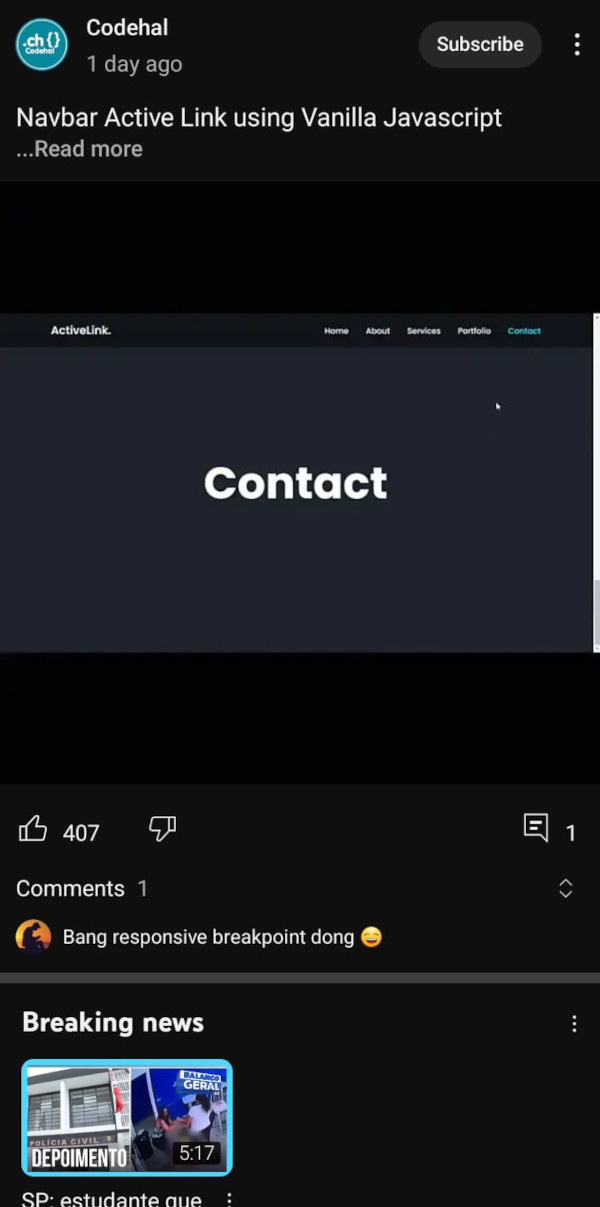 .ch {}
Codehal
Codehal
1 day ago
Subscribe
Navbar Active Link using Vanilla Javascript
...Read more
ActiveLink.
Home About Services Portfolio Contact
Contact
407
1
Comments 1
Bang responsive breakpoint dong 😄
Breaking news
BALANÇO
GERAL
POLÍCIA CIVIL
DEPOIMENTO
5:17
SP: estudante que